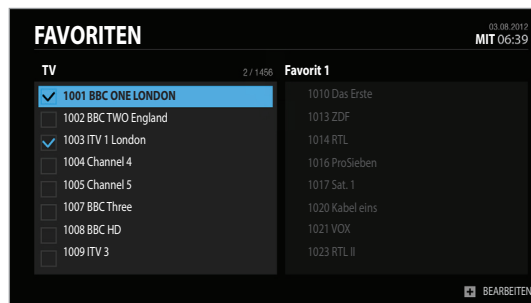 FAVORITEN
03.08.2012
MIT 06:39
TV
2 / 1456
Favorit 1
1001 BBC ONE LONDON
1002 BBC TWO England
1003 ITV 1 London
1004 Channel 4
1005 Channel 5
1007 BBC Three
1008 BBC HD
1009 ITV 3
1010 Das Erste
1013 ZDF
1014 RTL
1016 ProSieben
1017 Sat. 1
1020 Kabel eins
1021 VOX
1023 RTL II
BEARBEITEN